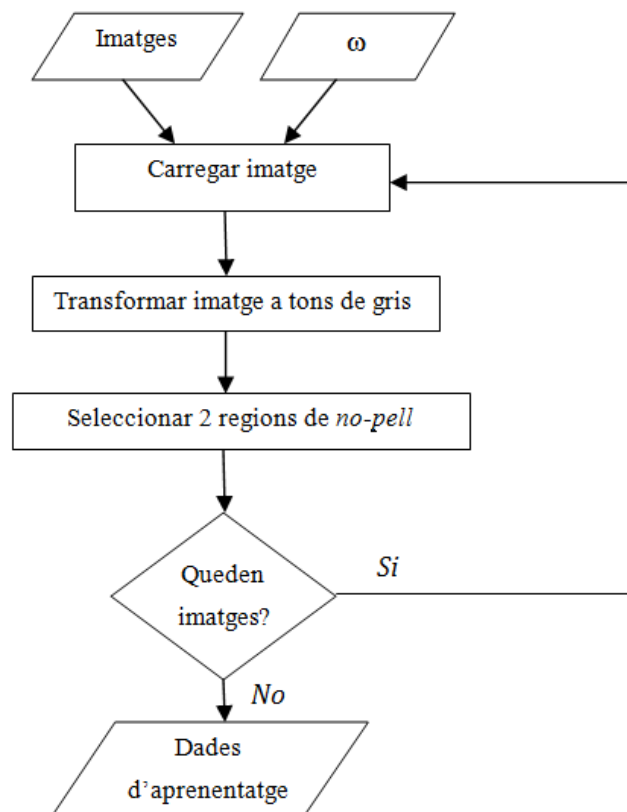 Imatges
ω
Carregar imatge
Transformar imatge a tons de gris
Seleccionar 2 regions de no-pell
Queden
imatges?
Si
No
Dades
d’aprenentatge